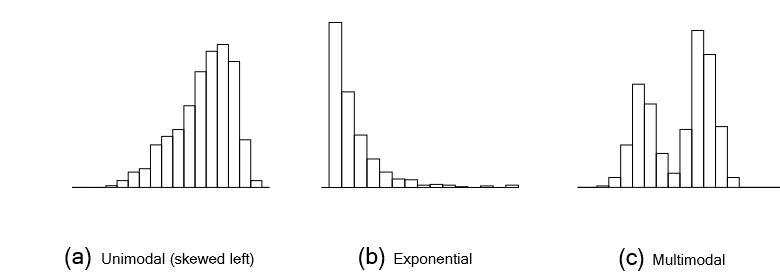 (a) Unimodal (skewed left)
(b) Exponential
(c) Multimodal